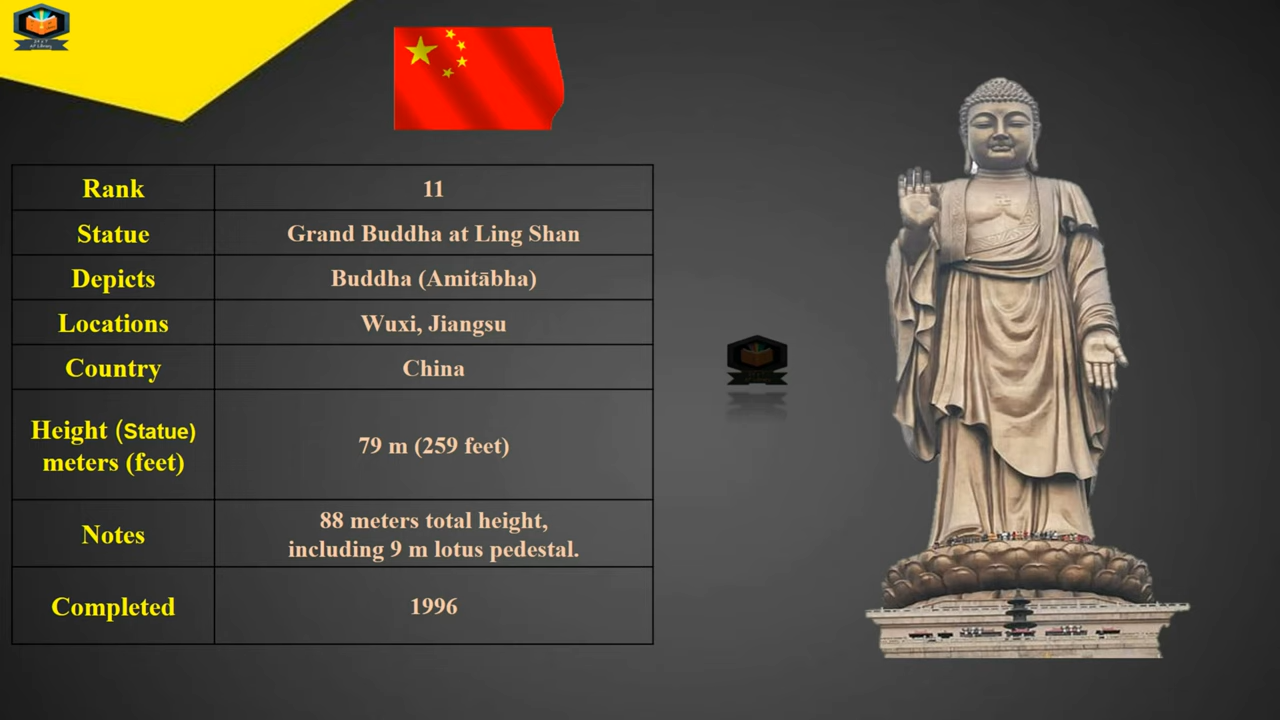 Rank
11
Statue
Grand Buddha at Ling Shan
Depicts
Buddha (Amitābha)
Locations
Wuxi, Jiangsu
Country
China
Height (Statue)
meters (feet)
79 m (259 feet)
Notes
88 meters total height,
including 9 m lotus pedestal.
Completed
1996